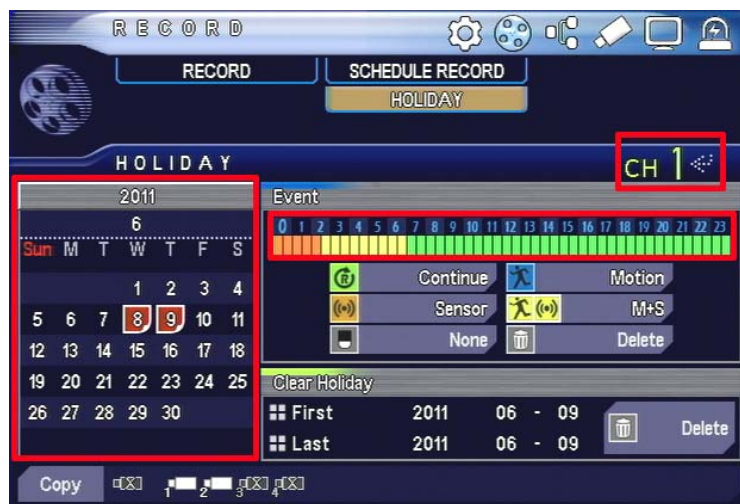 RECORD
RECORD SCHEDULE RECORD
HOLIDAY
HOLIDAY CH 1
2011
6
Sun M T W T F S
1 2 3 4
5 6 7 8 9 10 11
12 13 14 15 16 17 18
19 20 21 22 23 24 25
26 27 28 29 30
Event
0 1 2 3 4 5 6 7 8 9 10 11 12 13 14 15 16 17 18 19 20 21 22 23
R Continue Motion
Sensor M+S
None Delete
Clear Holiday
First 2011 06 - 09
Last 2011 06 - 09
Delete
Copy X 1 2 3 X 4 X